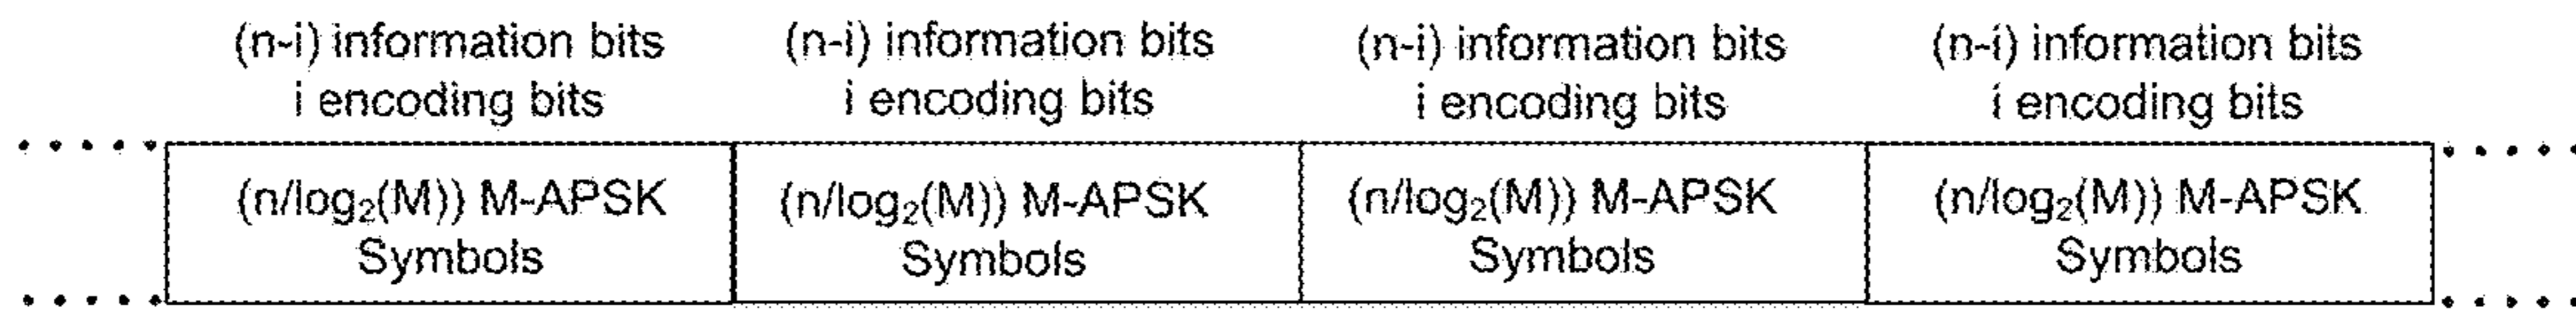 (n-i) information bits (n-i) information bits (n-i) information bits (n-i) information bits
i encoding bits i encoding bits i encoding bits i encoding bits
(n/log₂(M)) M-APSK (n/log₂(M)) M-APSK (n/log₂(M)) M-APSK (n/log₂(M)) M-APSK
Symbols Symbols Symbols Symbols